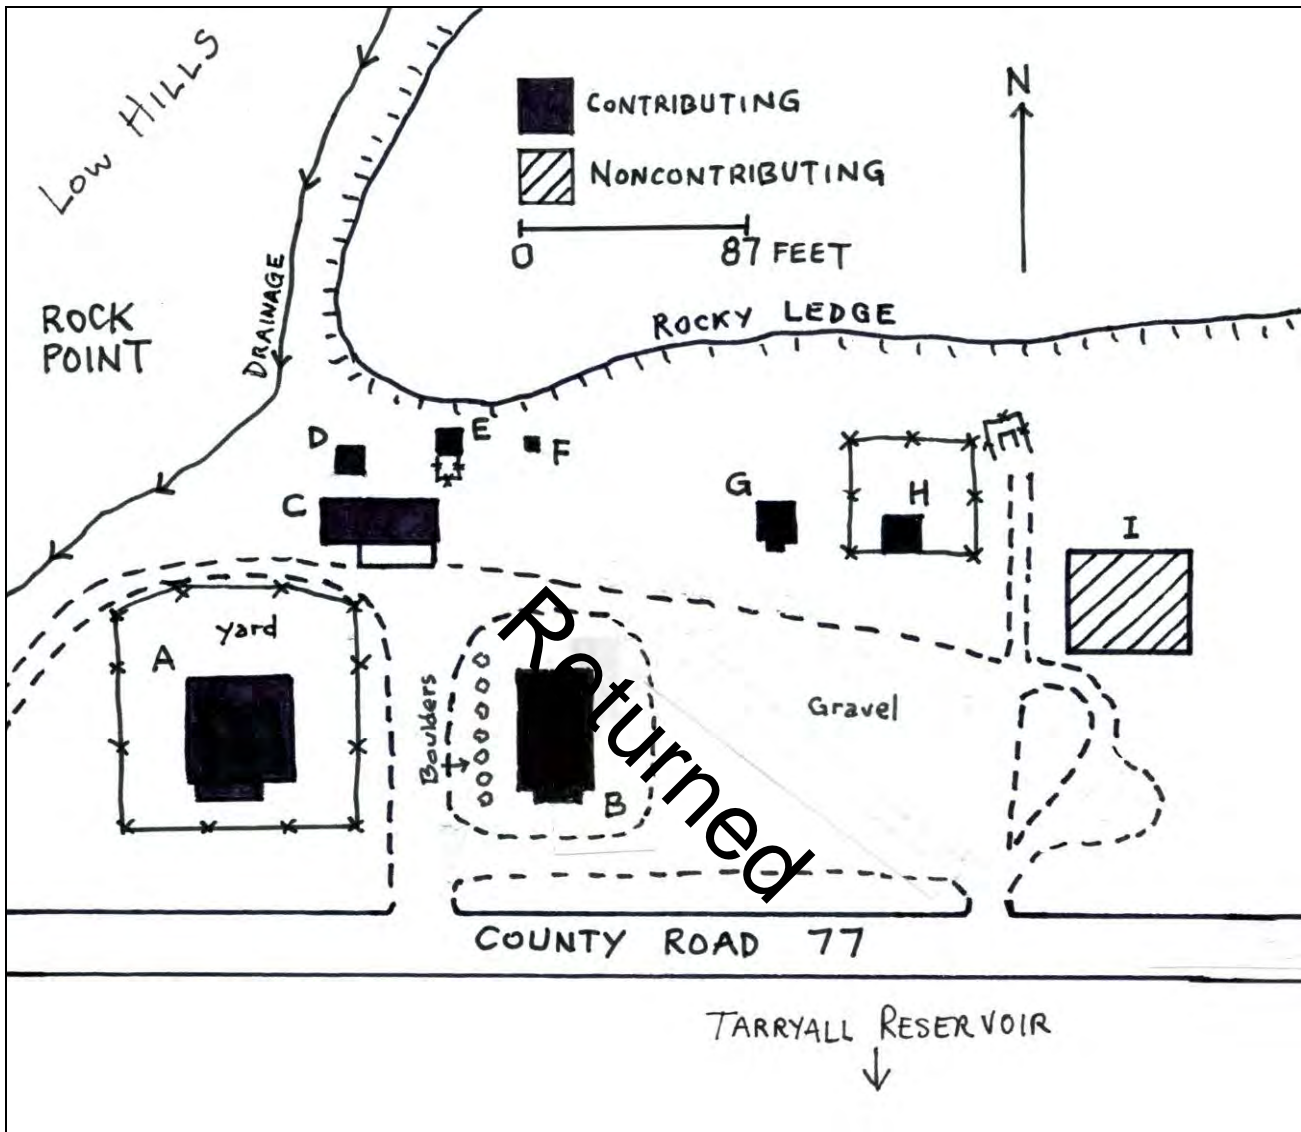 Low HILLS
CONTRIBUTING
NONCONTRIBUTING
0 87 FEET
N
DRAINAGE
ROCK
POINT
ROCKY LEDGE
D
E
F
C
G
H
I
yard
A
Boulders
B
Gravel
Returned
COUNTY ROAD 77
TARRYALL RESERVOIR